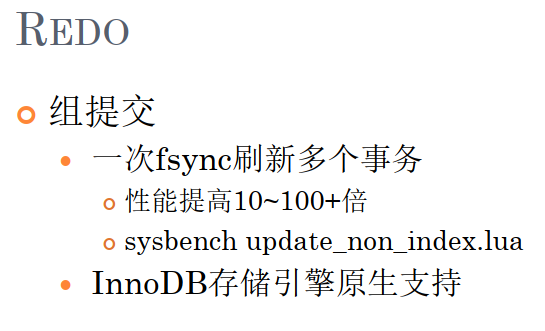 REDO
组提交
一次fsync刷新多个事务
性能提高10~100+倍
sysbench update_non_index.lua
InnoDB存储引擎原生支持